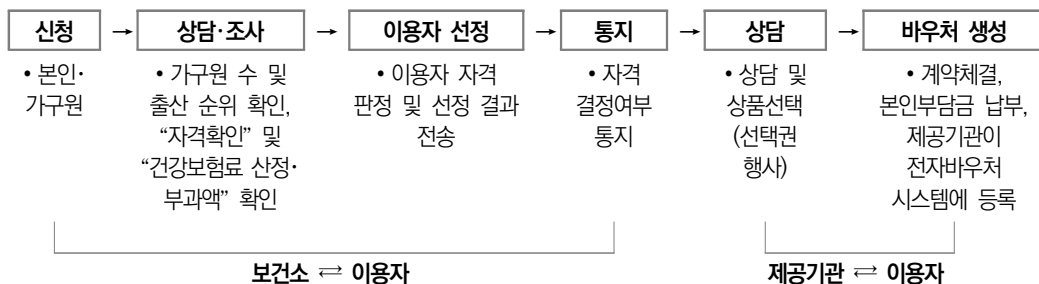 신청 → 상담·조사 → 이용자 선정 → 통지 → 상담 → 바우처 생성
• 본인·
가구원
• 가구원 수 및
출산 순위 확인,
“자격확인” 및
“건강보험료 산정·
부과액” 확인
• 이용자 자격
판정 및 선정 결과
전송
• 자격
결정여부
통지
• 상담 및
상품선택
(선택권
행사)
• 계약체결,
본인부담금 납부,
제공기관이
전자바우처
시스템에 등록
보건소 ⇄ 이용자
제공기관 ⇄ 이용자